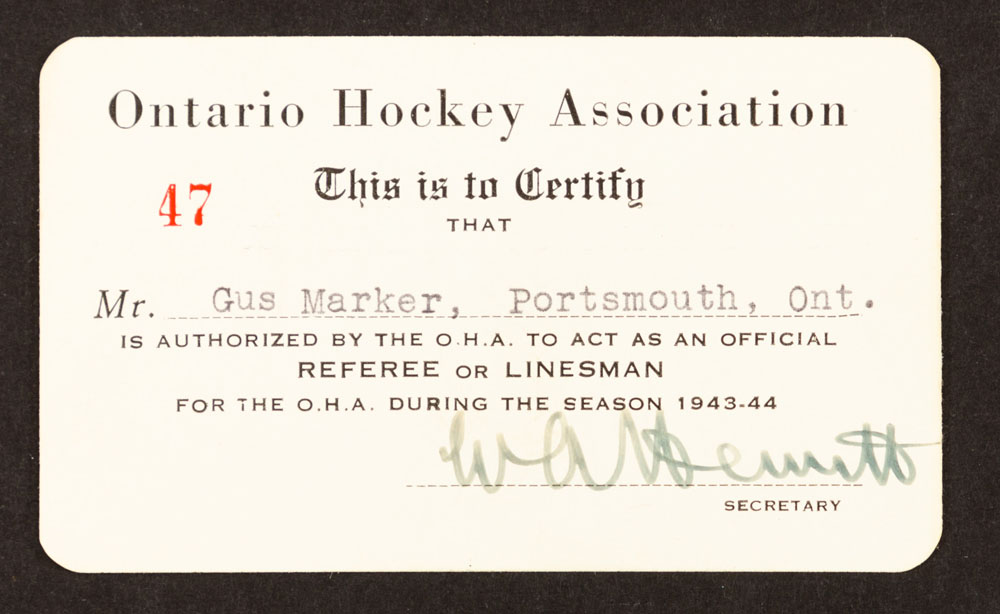 Ontario Hockey Association
This is to Certify
47
THAT
Mr. Gus Marker, Portsmouth, Ont.
IS AUTHORIZED BY THE O.H.A. TO ACT AS AN OFFICIAL
REFEREE OR LINESMAN
FOR THE O.H.A. DURING THE SEASON 1943-44
W A Hewitt
SECRETARY